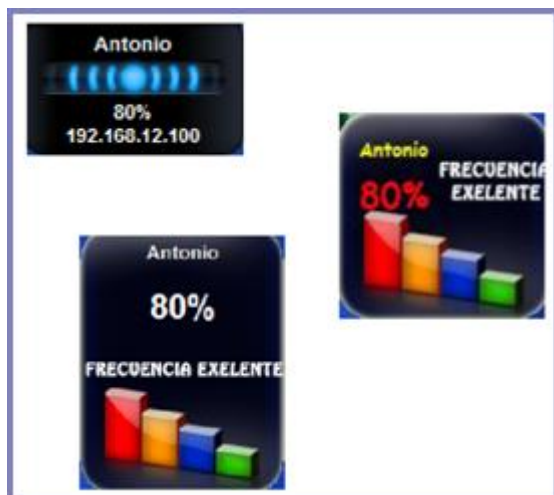 Antonio
80%
192.168.12.100
Antonio
80%
FRECUENCIA
EXELENTE
Antonio
80%
FRECUENCIA EXELENTE